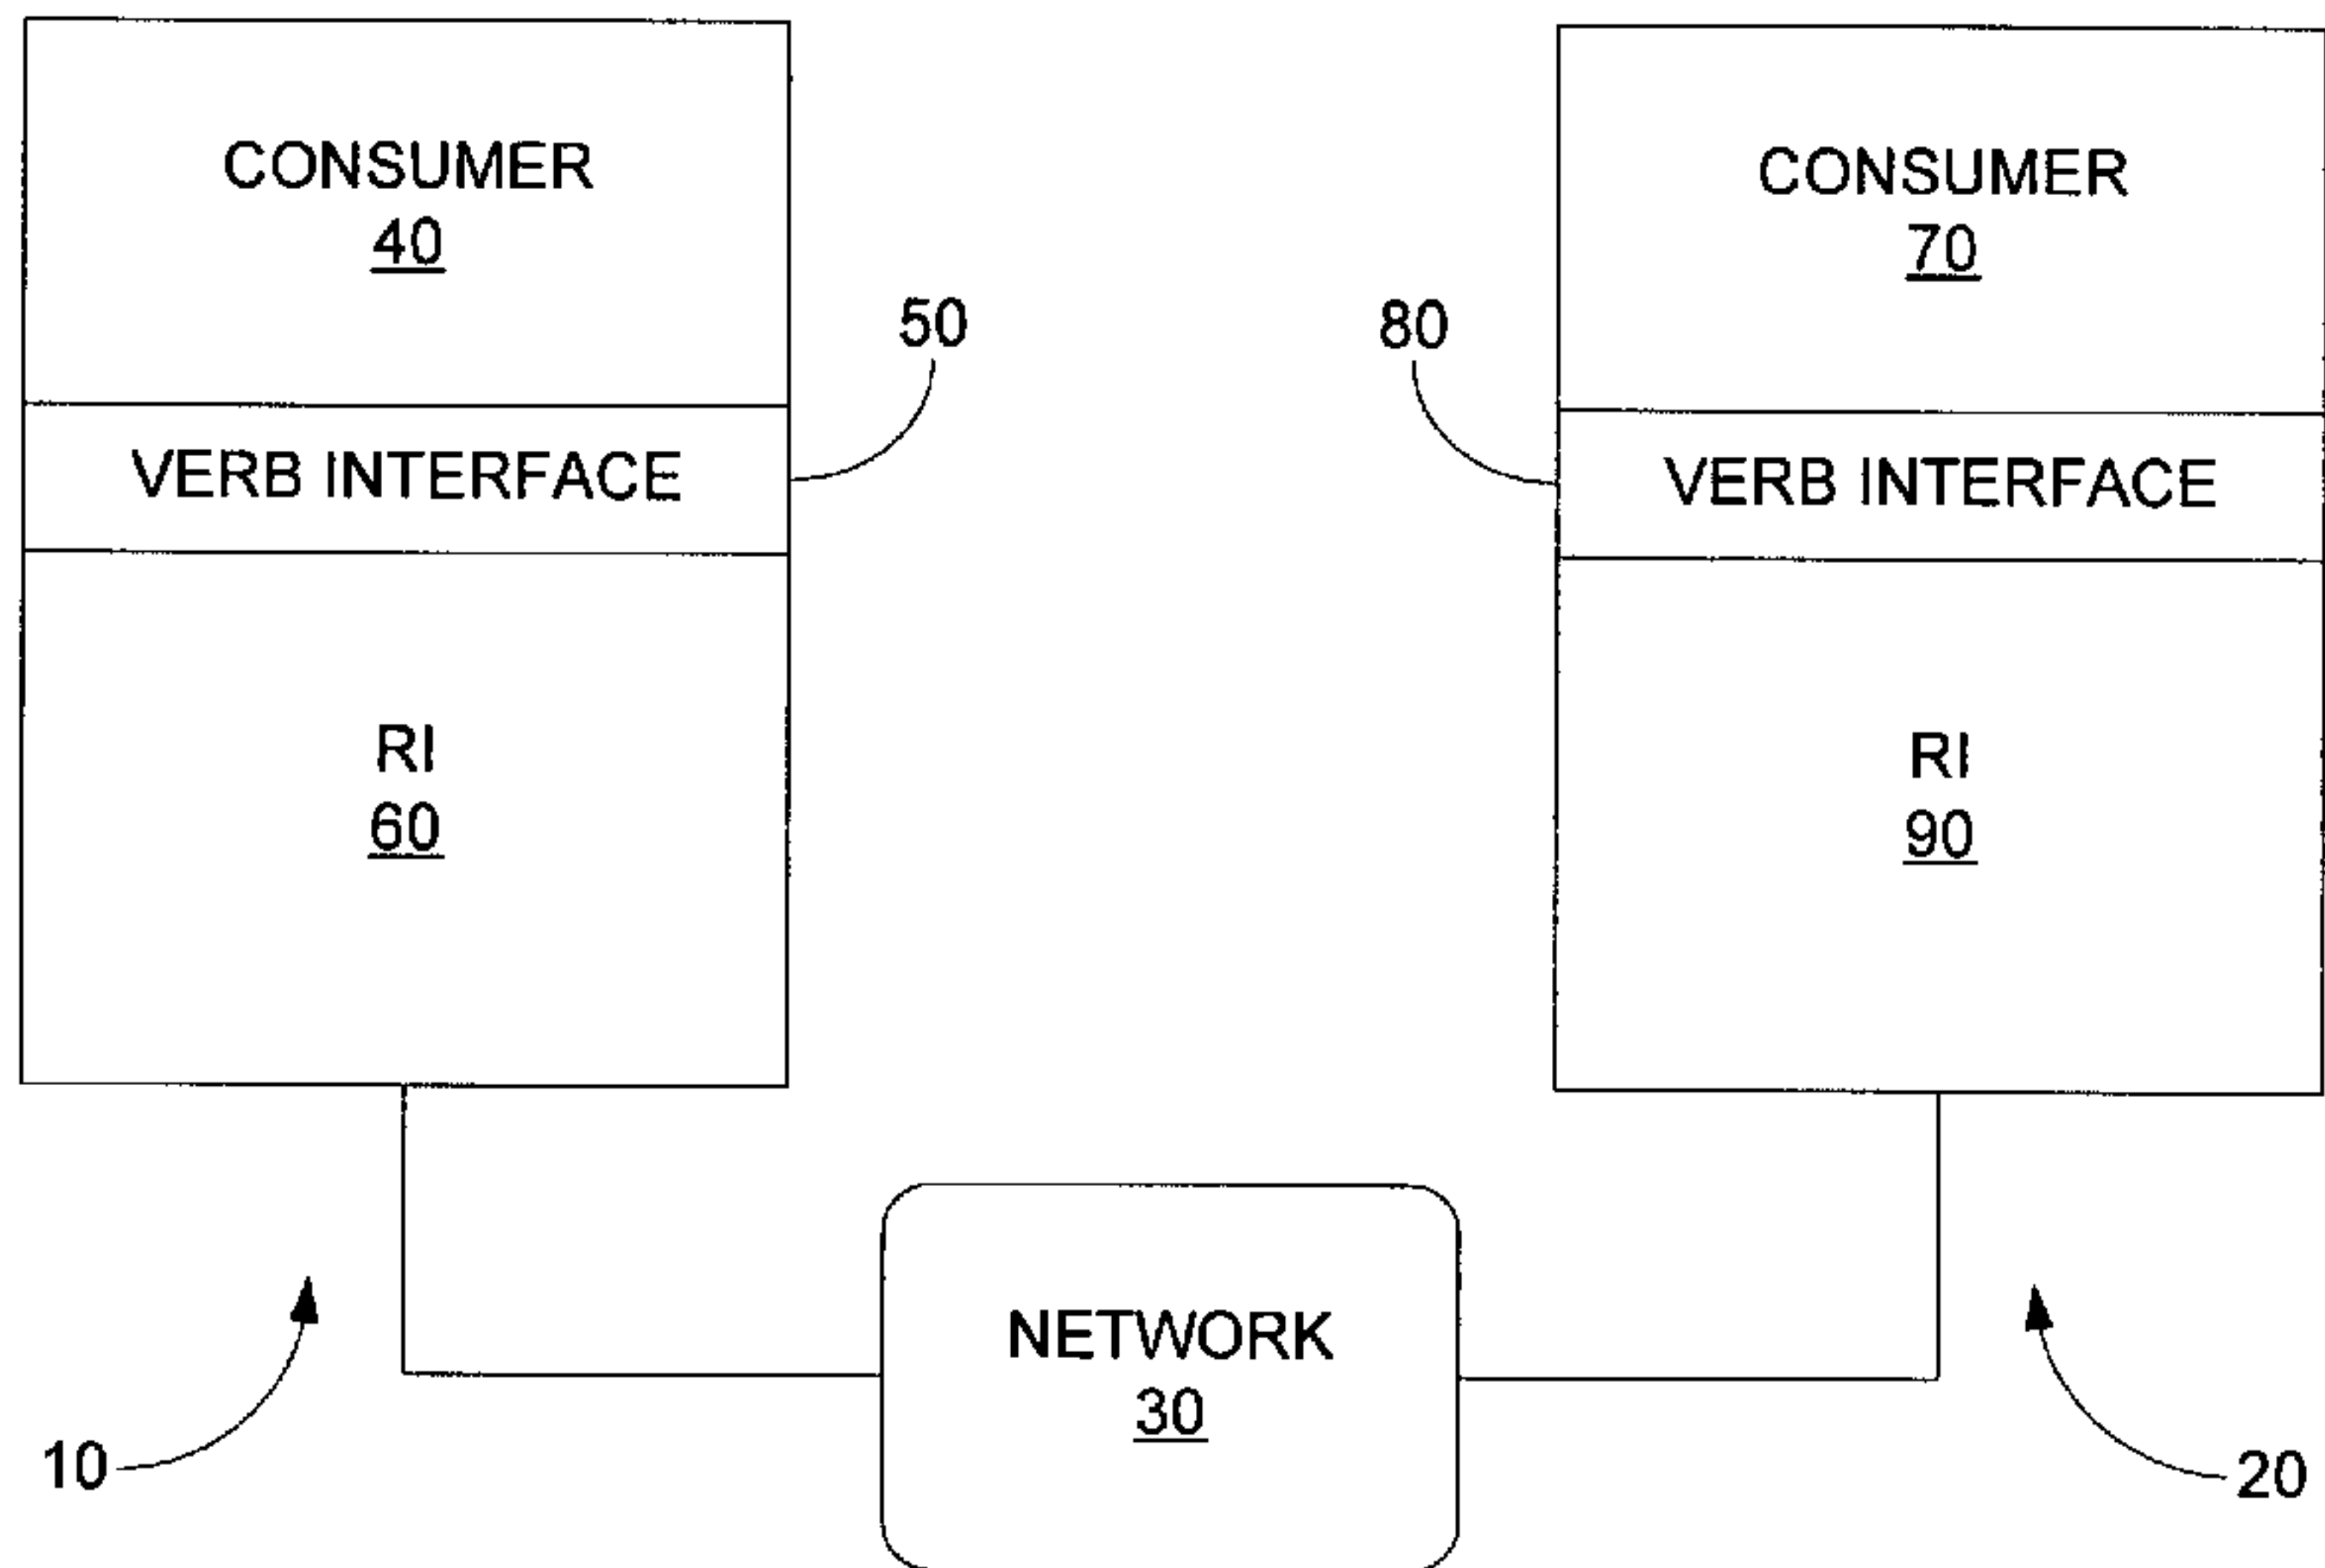 CONSUMER
40
50
VERB INTERFACE
RI
60
10
CONSUMER
70
80
VERB INTERFACE
RI
90
20
NETWORK
30